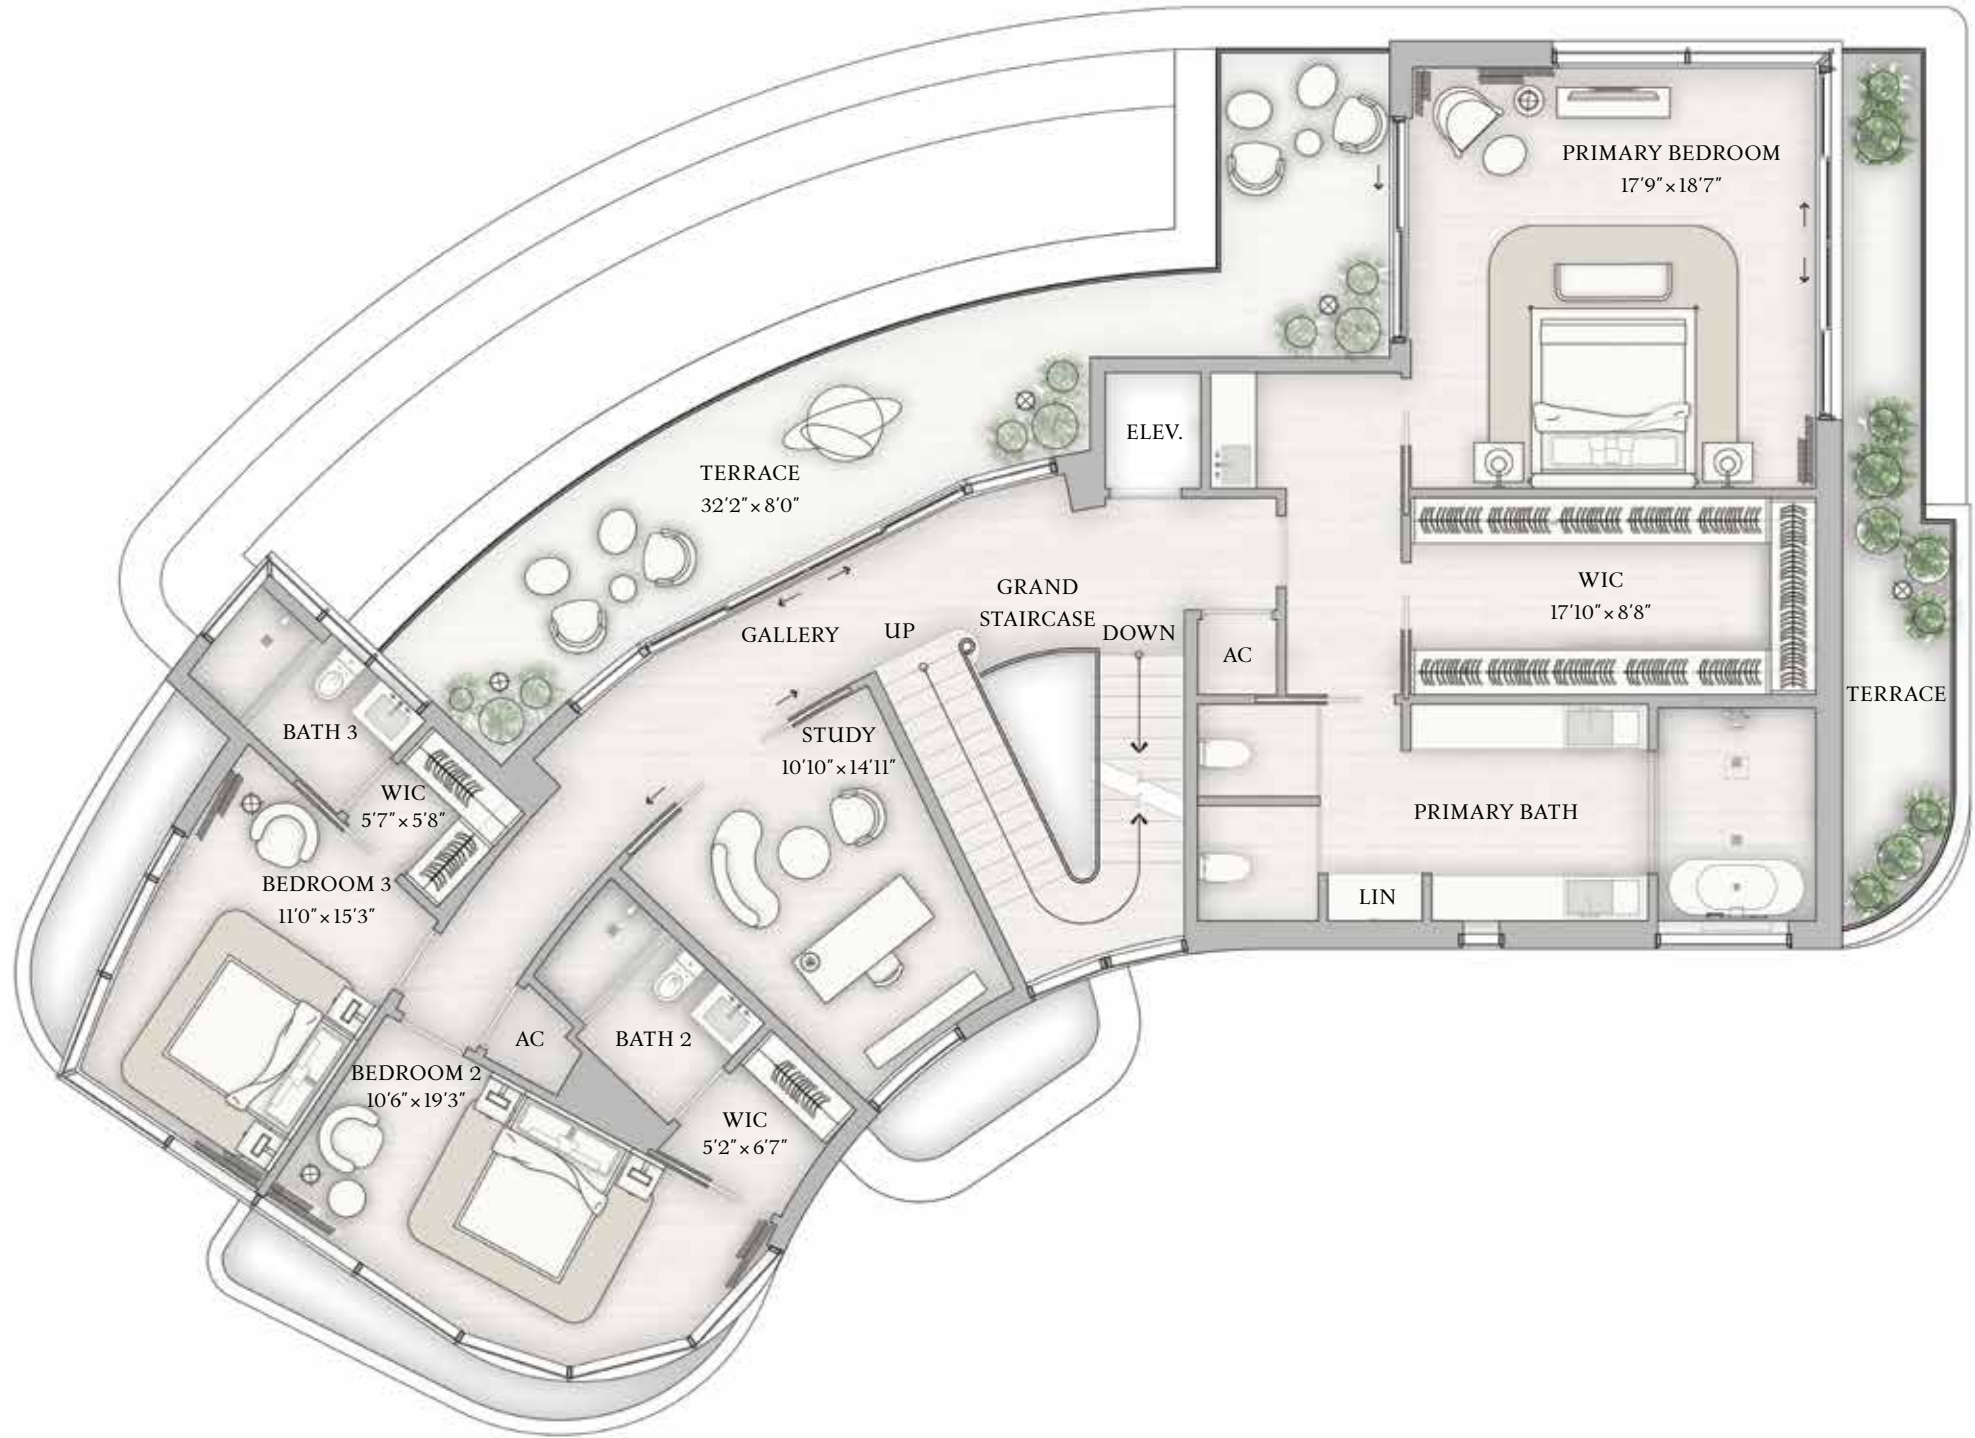 PRIMARY BEDROOM
17'9" × 18'7"
ELEV.
TERRACE
32'2" × 8'0"
WIC
17'10" × 8'8"
GRAND
STAIRCASE
GALLERY
UP
DOWN
AC
TERRACE
BATH 3
STUDY
10'10" × 14'11"
WIC
5'7" × 5'8"
PRIMARY BATH
BEDROOM 3
11'0" × 15'3"
LIN
AC
BATH 2
BEDROOM 2
10'6" × 19'3"
WIC
5'2" × 6'7"